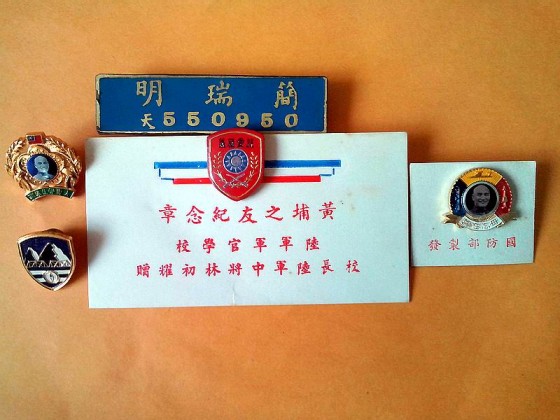 簡瑞明
天550950
黃埔之友紀念章
陸軍軍官學校
校長陸軍中將林初耀贈
國防部製發